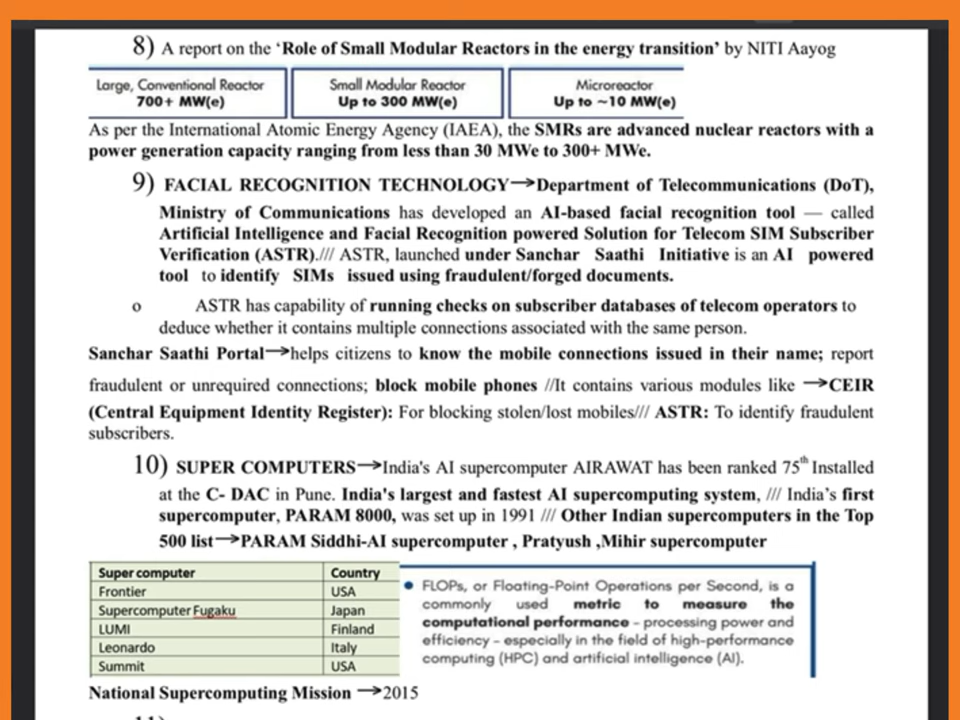 8) A report on the ‘Role of Small Modular Reactors in the energy transition’ by NITI Aayog
Large, Conventional Reactor
700+ MW(e)
Small Modular Reactor
Up to 300 MW(e)
Microreactor
Up to ~10 MW(e)
As per the International Atomic Energy Agency (IAEA), the SMRs are advanced nuclear reactors with a
power generation capacity ranging from less than 30 MWe to 300+ MWe.
9) FACIAL RECOGNITION TECHNOLOGY→Department of Telecommunications (DoT),
Ministry of Communications has developed an AI-based facial recognition tool — called
Artificial Intelligence and Facial Recognition powered Solution for Telecom SIM Subscriber
Verification (ASTR)./// ASTR, launched under Sanchar Saathi Initiative is an AI powered
tool to identify SIMs issued using fraudulent/forged documents.
o ASTR has capability of running checks on subscriber databases of telecom operators to
deduce whether it contains multiple connections associated with the same person.
Sanchar Saathi Portal→helps citizens to know the mobile connections issued in their name; report
fraudulent or unrequired connections; block mobile phones //It contains various modules like →CEIR
(Central Equipment Identity Register): For blocking stolen/lost mobiles/// ASTR: To identify fraudulent
subscribers.
10) SUPER COMPUTERS→India's AI supercomputer AIRAWAT has been ranked 75th Installed
at the C- DAC in Pune. India's largest and fastest AI supercomputing system, /// India’s first
supercomputer, PARAM 8000, was set up in 1991 /// Other Indian supercomputers in the Top
500 list→PARAM Siddhi-AI supercomputer , Pratyush ,Mihir supercomputer
Super computer Country
Frontier USA
Supercomputer Fugaku Japan
LUMI Finland
Leonardo Italy
Summit USA
• FLOPs, or Floating-Point Operations per Second, is a
commonly used metric to measure the
computational performance - processing power and
efficiency - especially in the field of high-performance
computing (HPC) and artificial intelligence (AI).
National Supercomputing Mission →2015